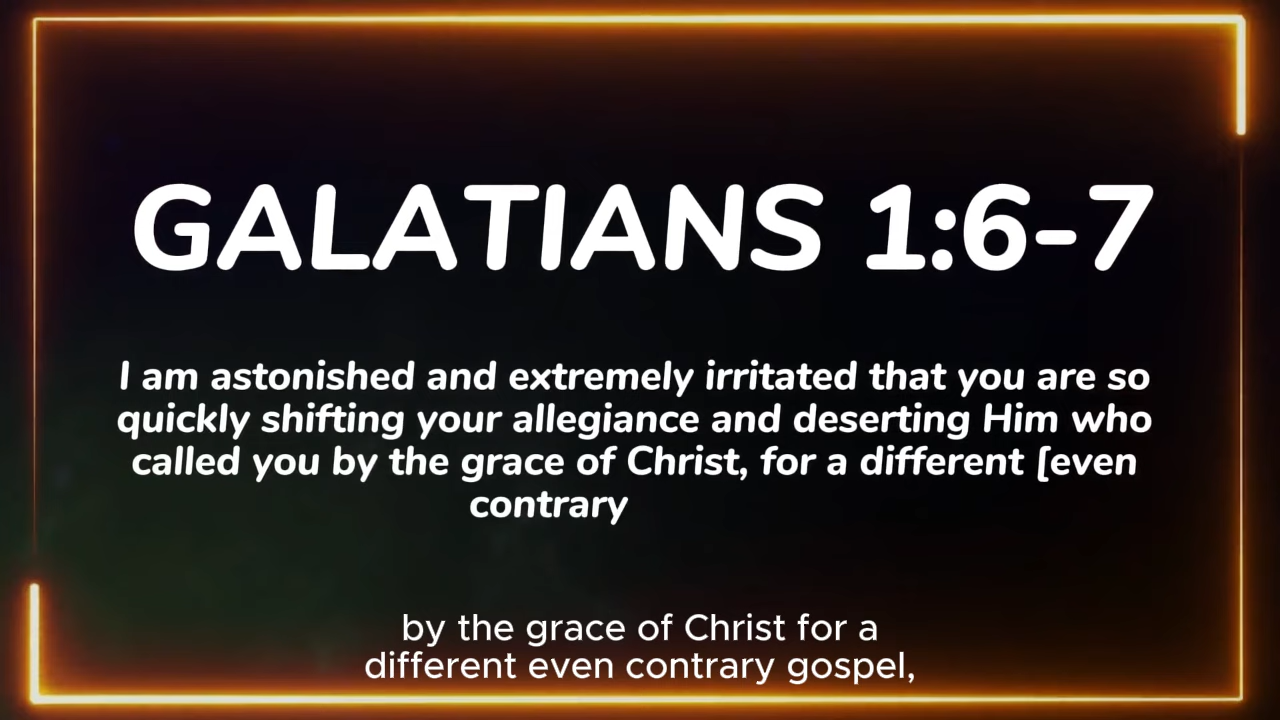 GALATIANS 1:6-7
I am astonished and extremely irritated that you are so
quickly shifting your allegiance and deserting Him who
called you by the grace of Christ, for a different [even
contrary
by the grace of Christ for a
different even contrary gospel,